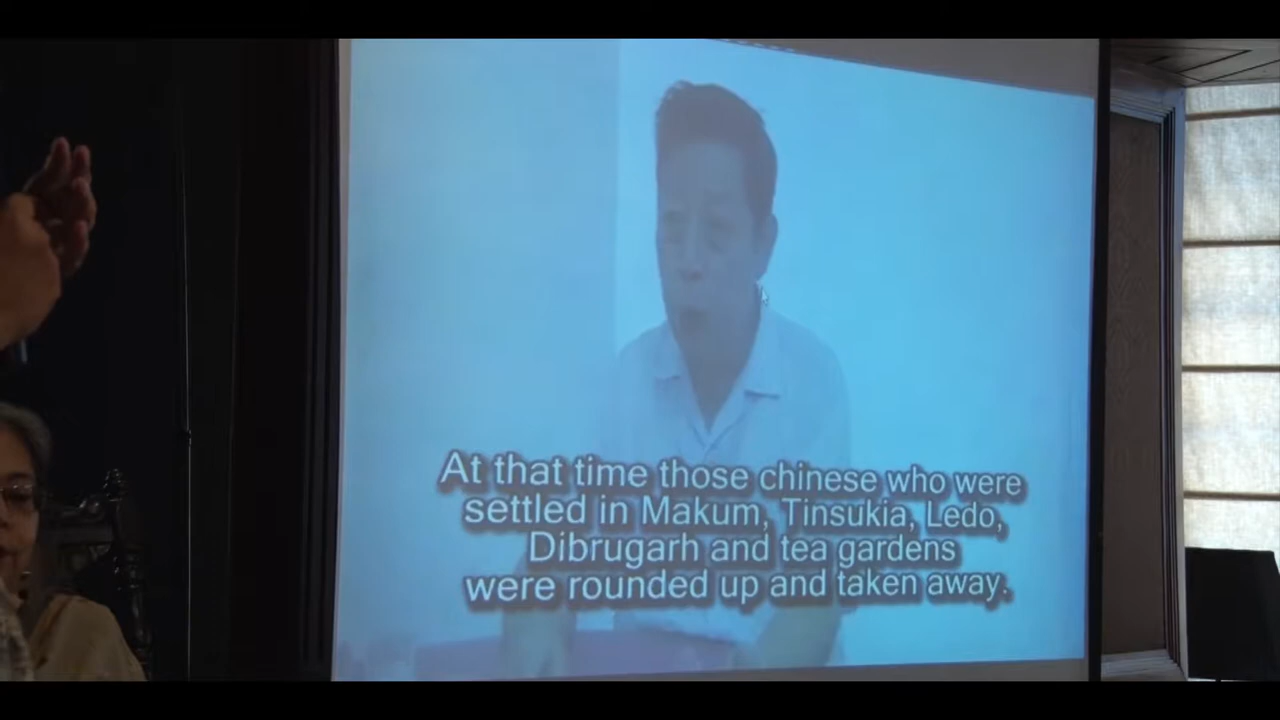 At that time those chinese who were
settled in Makum, Tinsukia, Ledo,
Dibrugarh and tea gardens
were rounded up and taken away.